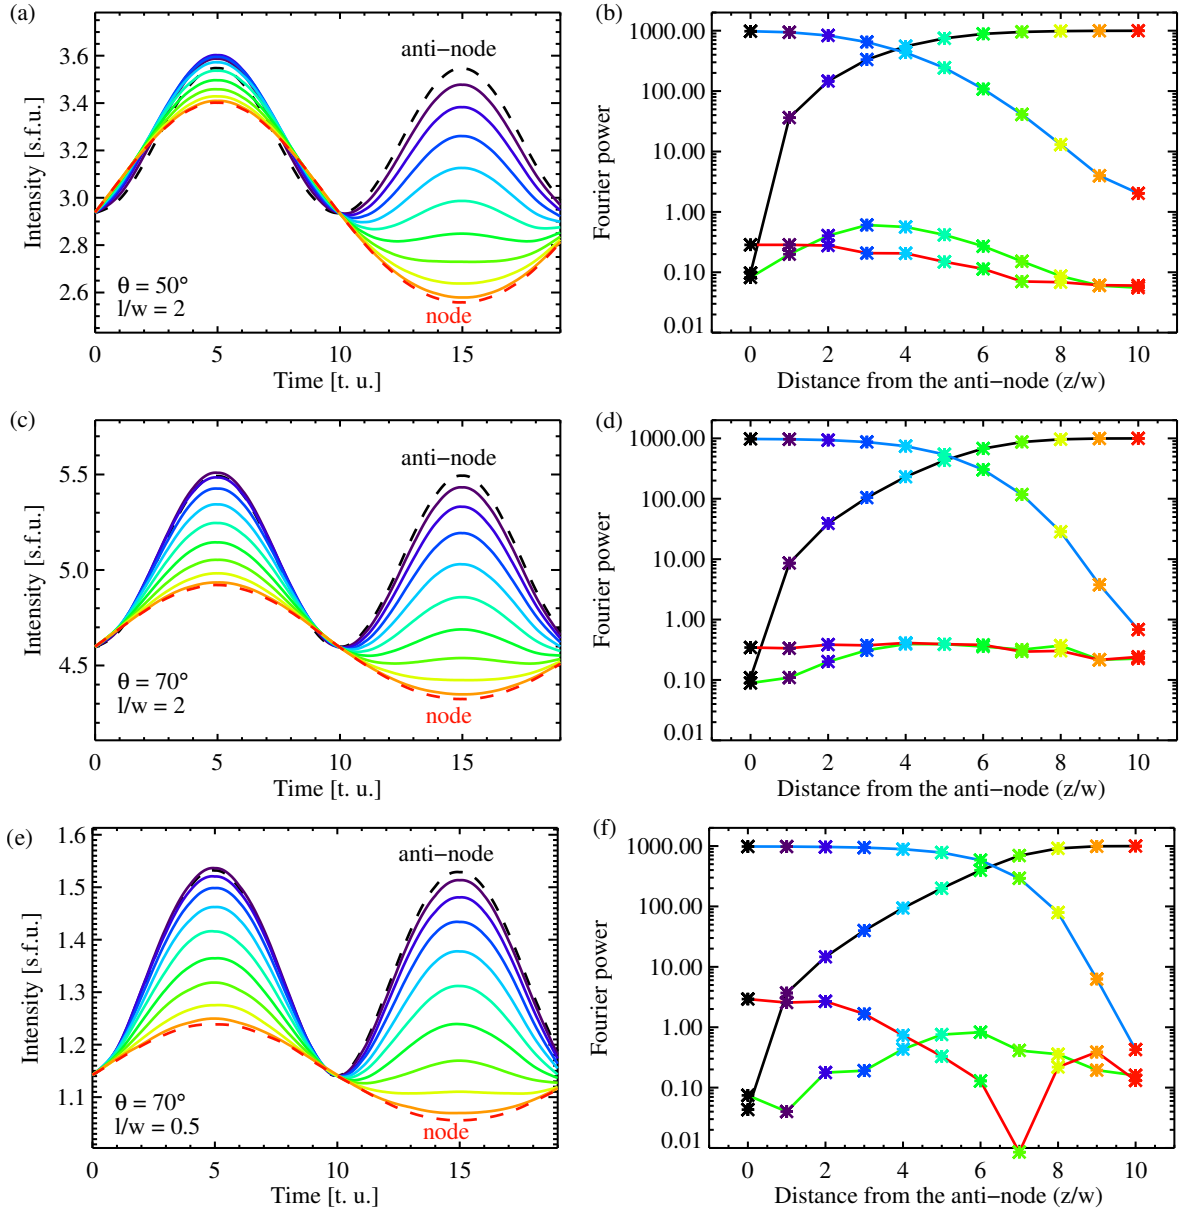 (a)
3.6
3.4
3.2
3.0
2.8
2.6
Intensity [s.f.u.]
anti−node
θ = 50°
l/w = 2
node
0 5 10 15
Time [t. u.]
(b)
1000.00
100.00
10.00
1.00
0.10
0.01
Fourier power
0 2 4 6 8 10
Distance from the anti−node (z/w)
(c)
5.5
5.0
4.5
Intensity [s.f.u.]
anti−node
θ = 70°
l/w = 2
node
0 5 10 15
Time [t. u.]
(d)
1000.00
100.00
10.00
1.00
0.10
0.01
Fourier power
0 2 4 6 8 10
Distance from the anti−node (z/w)
(e)
1.6
1.5
1.4
1.3
1.2
1.1
Intensity [s.f.u.]
anti−node
θ = 70°
l/w = 0.5
node
0 5 10 15
Time [t. u.]
(f)
1000.00
100.00
10.00
1.00
0.10
0.01
Fourier power
0 2 4 6 8 10
Distance from the anti−node (z/w)